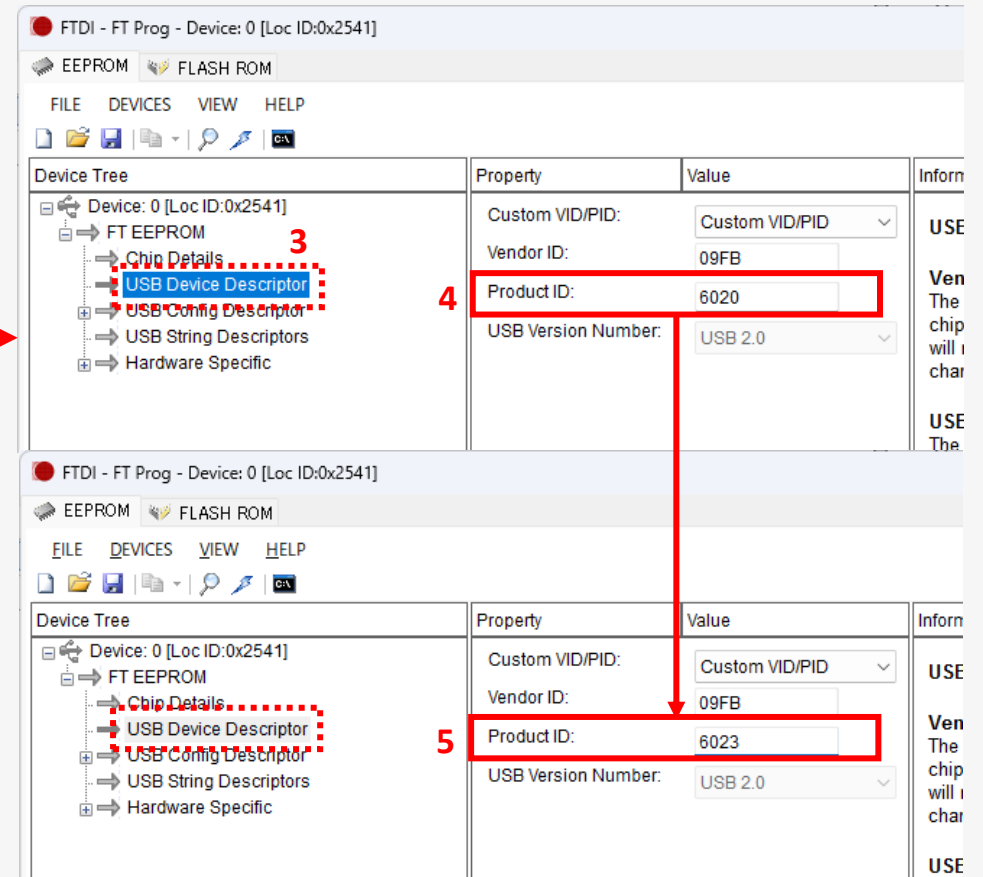 FTDI - FT Prog - Device: 0 [Loc ID:0x2541]
EEPROM FLASH ROM
FILE DEVICES VIEW HELP
C:\
Device Tree Property Value Inform
Device: 0 [Loc ID:0x2541]
FT EEPROM
3
Chip Details
USB Device Descriptor
USB Config Descriptor
USB String Descriptors
Hardware Specific
Custom VID/PID: Custom VID/PID
Vendor ID: 09FB
4
Product ID: 6020
USB Version Number: USB 2.0
USE
Ven
The
chip
will
char
USE
The
FTDI - FT Prog - Device: 0 [Loc ID:0x2541]
EEPROM FLASH ROM
FILE DEVICES VIEW HELP
C:\
Device Tree Property Value Inform
Device: 0 [Loc ID:0x2541]
FT EEPROM
Chip Details
USB Device Descriptor
USB Config Descriptor
USB String Descriptors
Hardware Specific
Custom VID/PID: Custom VID/PID
Vendor ID: 09FB
5
Product ID: 6023
USB Version Number: USB 2.0
USE
Ven
The
chip
will
char
USE